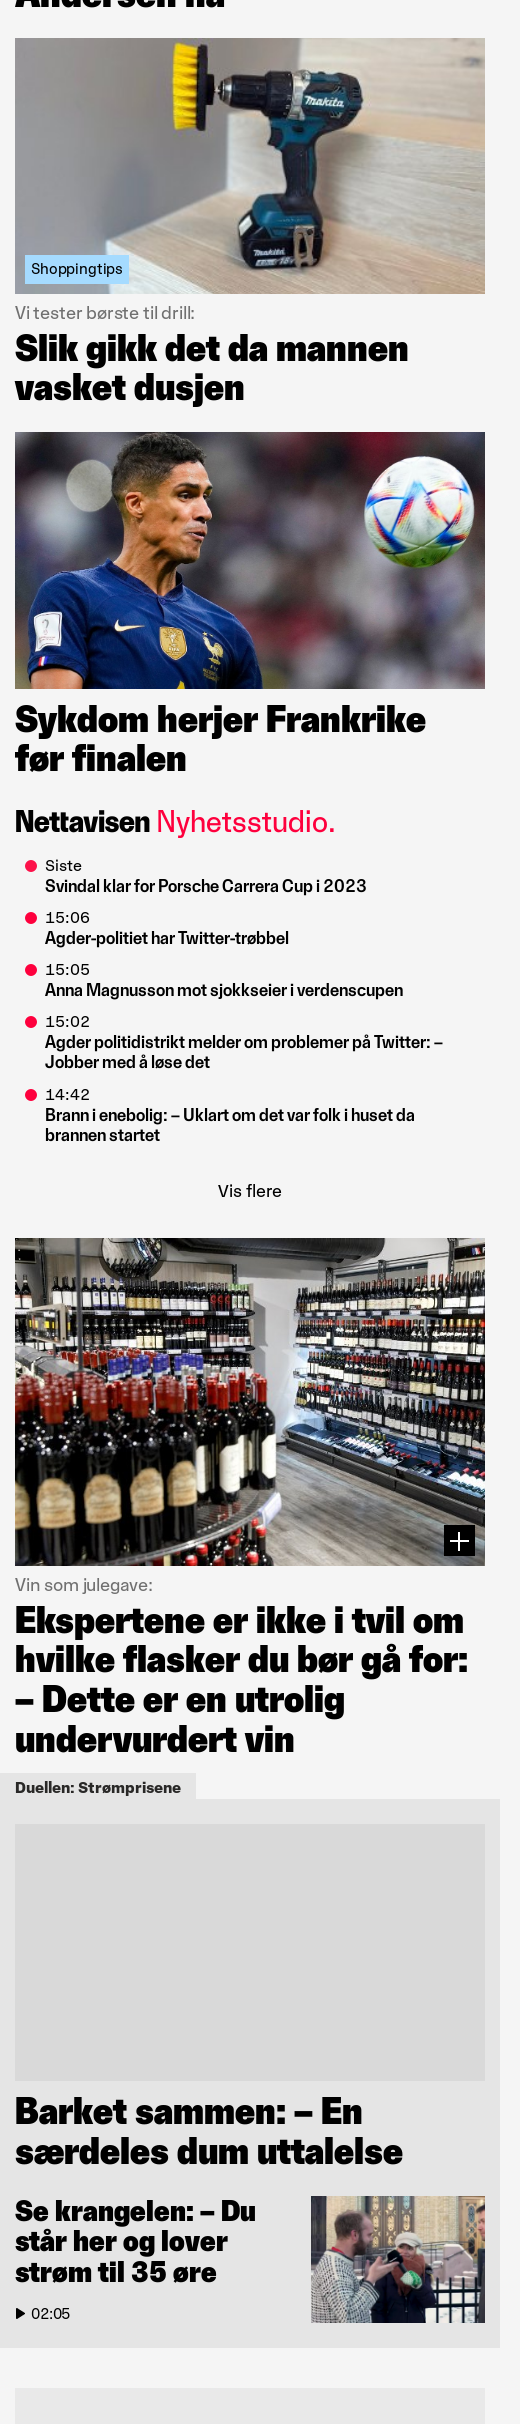 Andersen nå
makita
makita
Shoppingtips
Vi tester børste til drill:
Slik gikk det da mannen
vasket dusjen
Sykdom herjer Frankrike
før finalen
Nettavisen Nyhetsstudio.
Siste
Svindal klar for Porsche Carrera Cup i 2023
15:06
Agder-politiet har Twitter-trøbbel
15:05
Anna Magnusson mot sjokkseier i verdenscupen
15:02
Agder politidistrikt melder om problemer på Twitter: –
Jobber med å løse det
14:42
Brann i enebolig: – Uklart om det var folk i huset da
brannen startet
Vis flere
Vin som julegave:
Ekspertene er ikke i tvil om
hvilke flasker du bør gå for:
– Dette er en utrolig
undervurdert vin
Duellen: Strømprisene
Barket sammen: – En
særdeles dum uttalelse
Se krangelen: – Du
står her og lover
strøm til 35 øre
02:05